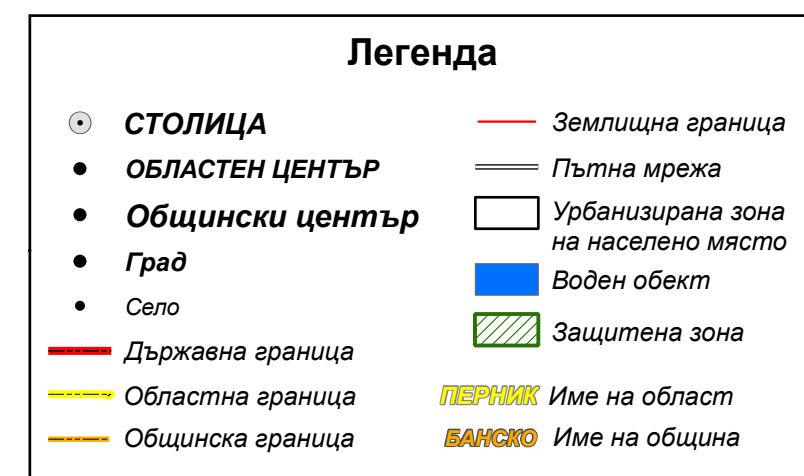 Легенда
СТОЛИЦА
ОБЛАСТЕН ЦЕНТЪР
Общински център
Град
Село
Държавна граница
Областна граница
Общинска граница
Землищна граница
Пътна мрежа
Урбанизирана зона
на населено място
Воден обект
Защитена зона
ПЕРНИК Име на област
БАНСКО Име на община